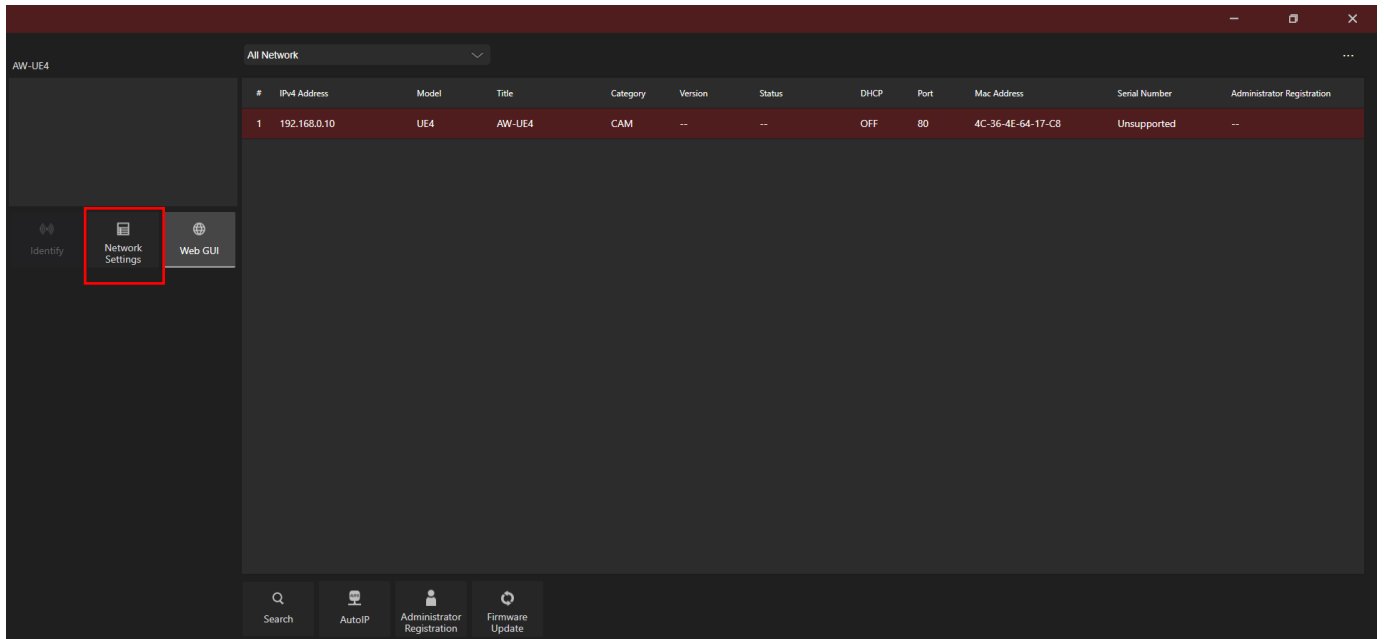 All Network
...
AW-UE4
# IPv4 Address Model Title Category Version Status DHCP Port Mac Address Serial Number Administrator Registration
1 192.168.0.10 UE4 AW-UE4 CAM -- -- OFF 80 4C-36-4E-64-17-C8 Unsupported --
Identify
Network
Settings
Web GUI
Search
AUTO
AutoIP
Administrator
Registration
Firmware
Update